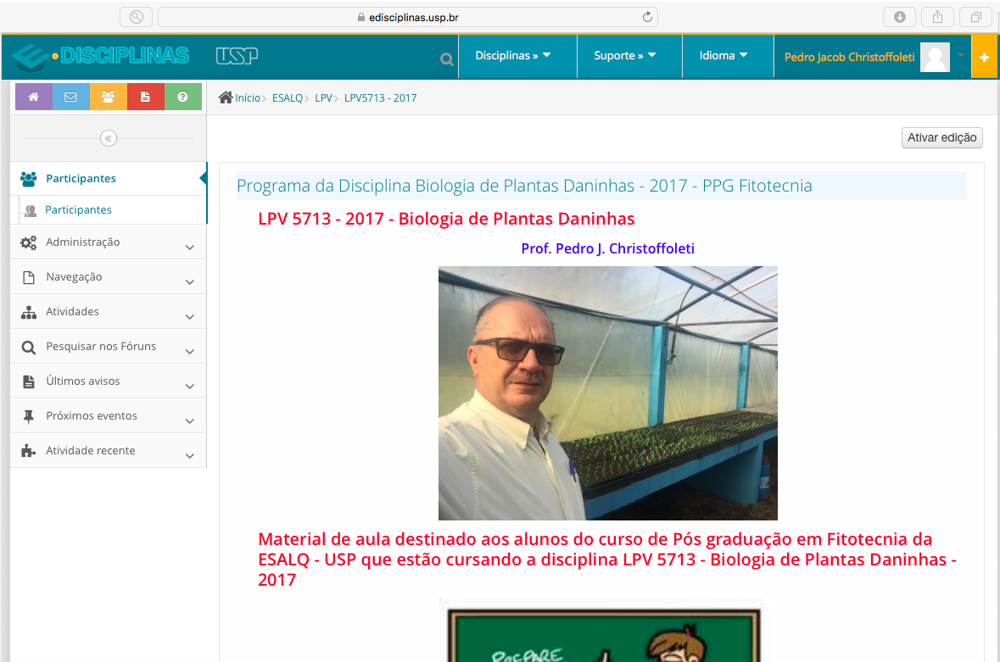 edisciplinas.usp.br
e-DISCIPLINAS
USP
Disciplinas »
Suporte »
Idioma
Pedro Jacob Christoffoleti
Início
ESALQ
LPV
LPV5713 - 2017
Ativar edição
Participantes
Participantes
Administração
Navegação
Atividades
Pesquisar nos Fóruns
Últimos avisos
Próximos eventos
Atividade recente
Programa da Disciplina Biologia de Plantas Daninhas - 2017 - PPG Fitotecnia
LPV 5713 - 2017 - Biologia de Plantas Daninhas
Prof. Pedro J. Christoffoleti
Material de aula destinado aos alunos do curso de Pós graduação em Fitotecnia da
ESALQ - USP que estão cursando a disciplina LPV 5713 - Biologia de Plantas Daninhas -
2017
PREPARE